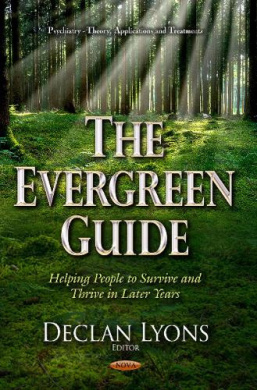 Psychiatry - Theory, Applications and Treatments
THE
EVERGREEN
GUIDE
Helping People to Survive and
Thrive in Later Years
DECLAN LYONS
EDITOR
NOVA